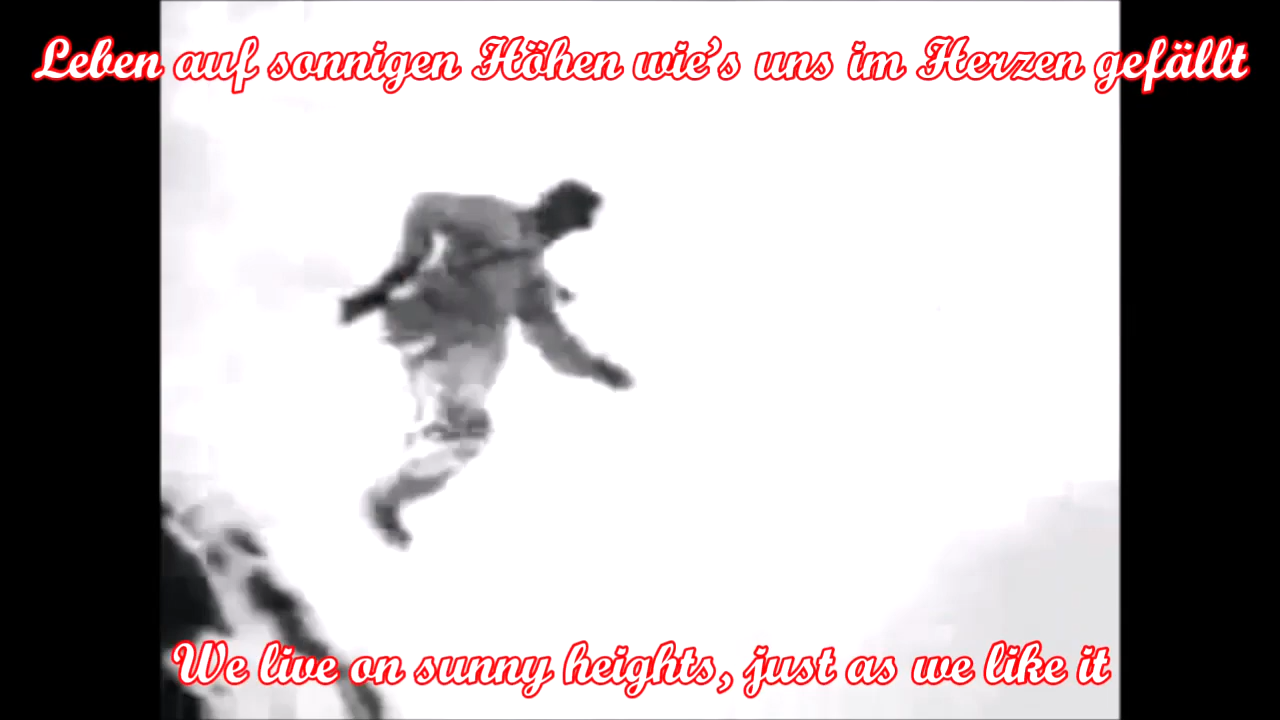 Leben auf sonnigen Höhen wie's uns im Herzen gefällt
We live on sunny heights, just as we like it